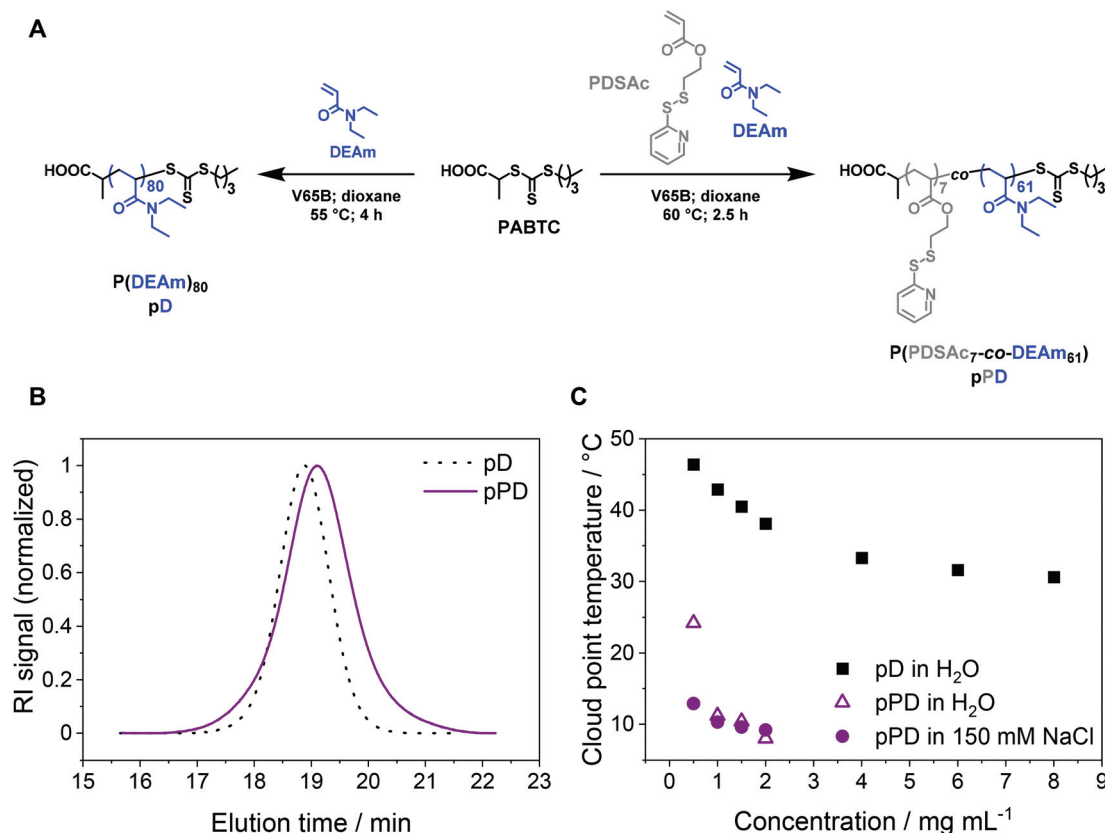 A
O
O
PDSAc
S
S
N
O
N
DEAm
O
N
DEAm
HOOC
80
S
S
S
3
O
N
V65B; dioxane
55 °C; 4 h
HOOC
S
S
S
3
PABTC
V65B; dioxane
60 °C; 2.5 h
HOOC
7
co
61
S
S
S
3
O
O
O
N
S
S
N
P(DEAm)80
pD
P(PDSAc7-co-DEAm61)
pPD
B
RI signal (normalized)
1
0.8
0.6
0.4
0.2
0
15 16 17 18 19 20 21 22 23
Elution time / min
pD
pPD
C
Cloud point temperature / °C
50
40
30
20
10
0 1 2 3 4 5 6 7 8 9
Concentration / mg mL-1
pD in H2O
pPD in H2O
pPD in 150 mM NaCl